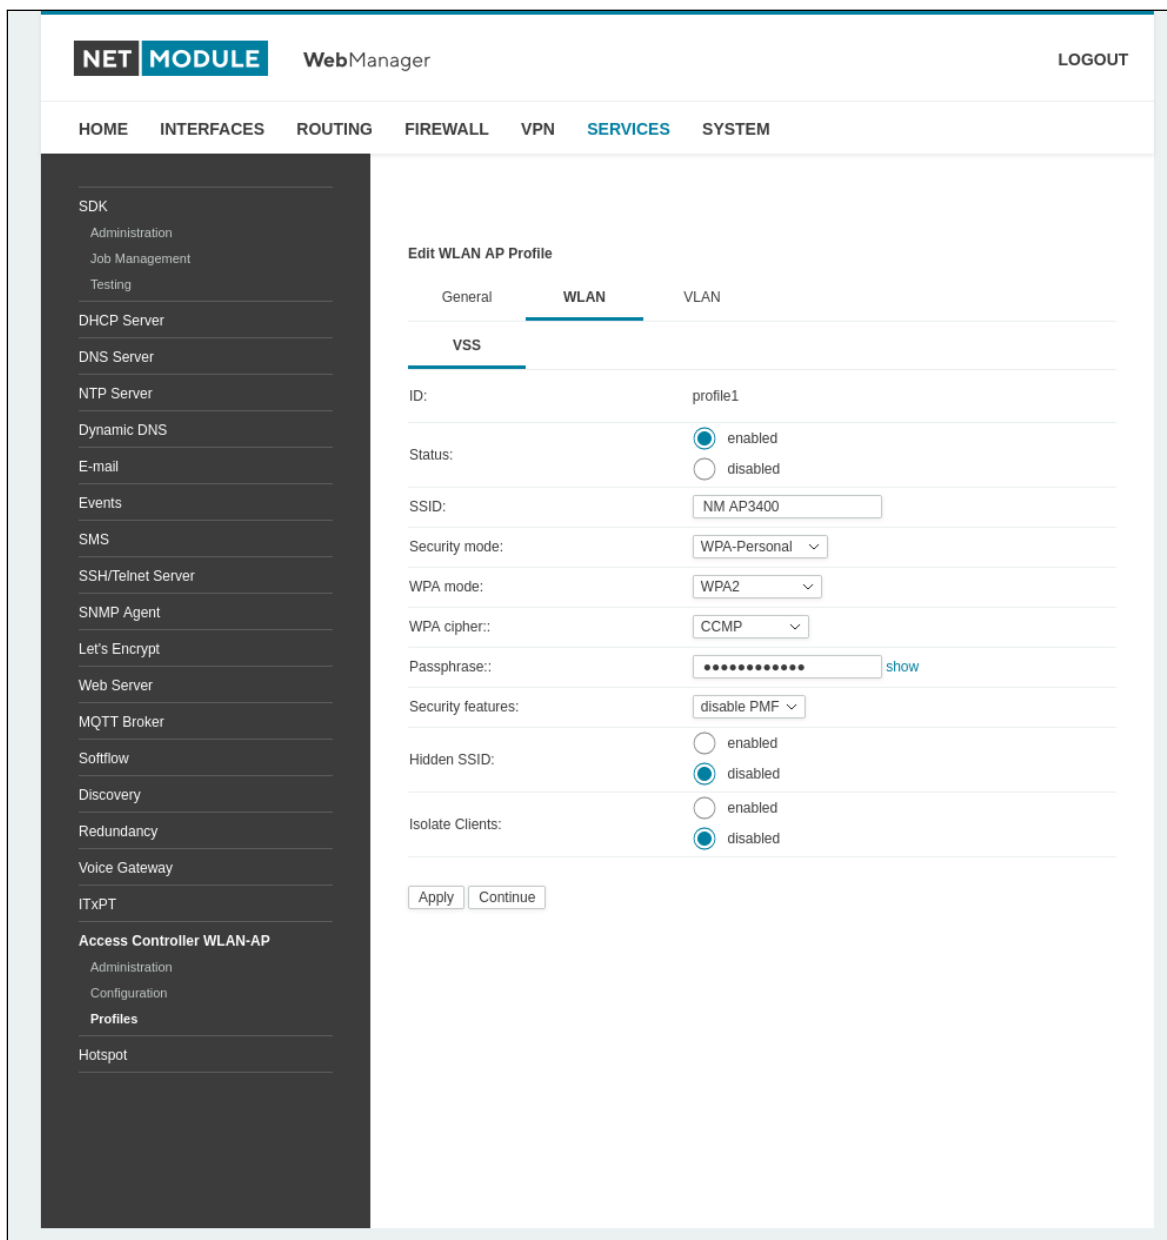 NET MODULE WebManager LOGOUT
HOME INTERFACES ROUTING FIREWALL VPN SERVICES SYSTEM
SDK
Administration
Job Management
Testing
DHCP Server
DNS Server
NTP Server
Dynamic DNS
E-mail
Events
SMS
SSH/Telnet Server
SNMP Agent
Let's Encrypt
Web Server
MQTT Broker
Softflow
Discovery
Redundancy
Voice Gateway
ITxPT
Access Controller WLAN-AP
Administration
Configuration
Profiles
Hotspot
Edit WLAN AP Profile
General WLAN VLAN
VSS
ID: profile1
Status: enabled
disabled
SSID: NM AP3400
Security mode: WPA-Personal
WPA mode: WPA2
WPA cipher:: CCMP
Passphrase:: ●●●●●●●●●●●● show
Security features: disable PMF
Hidden SSID: enabled
disabled
Isolate Clients: enabled
disabled
Apply Continue